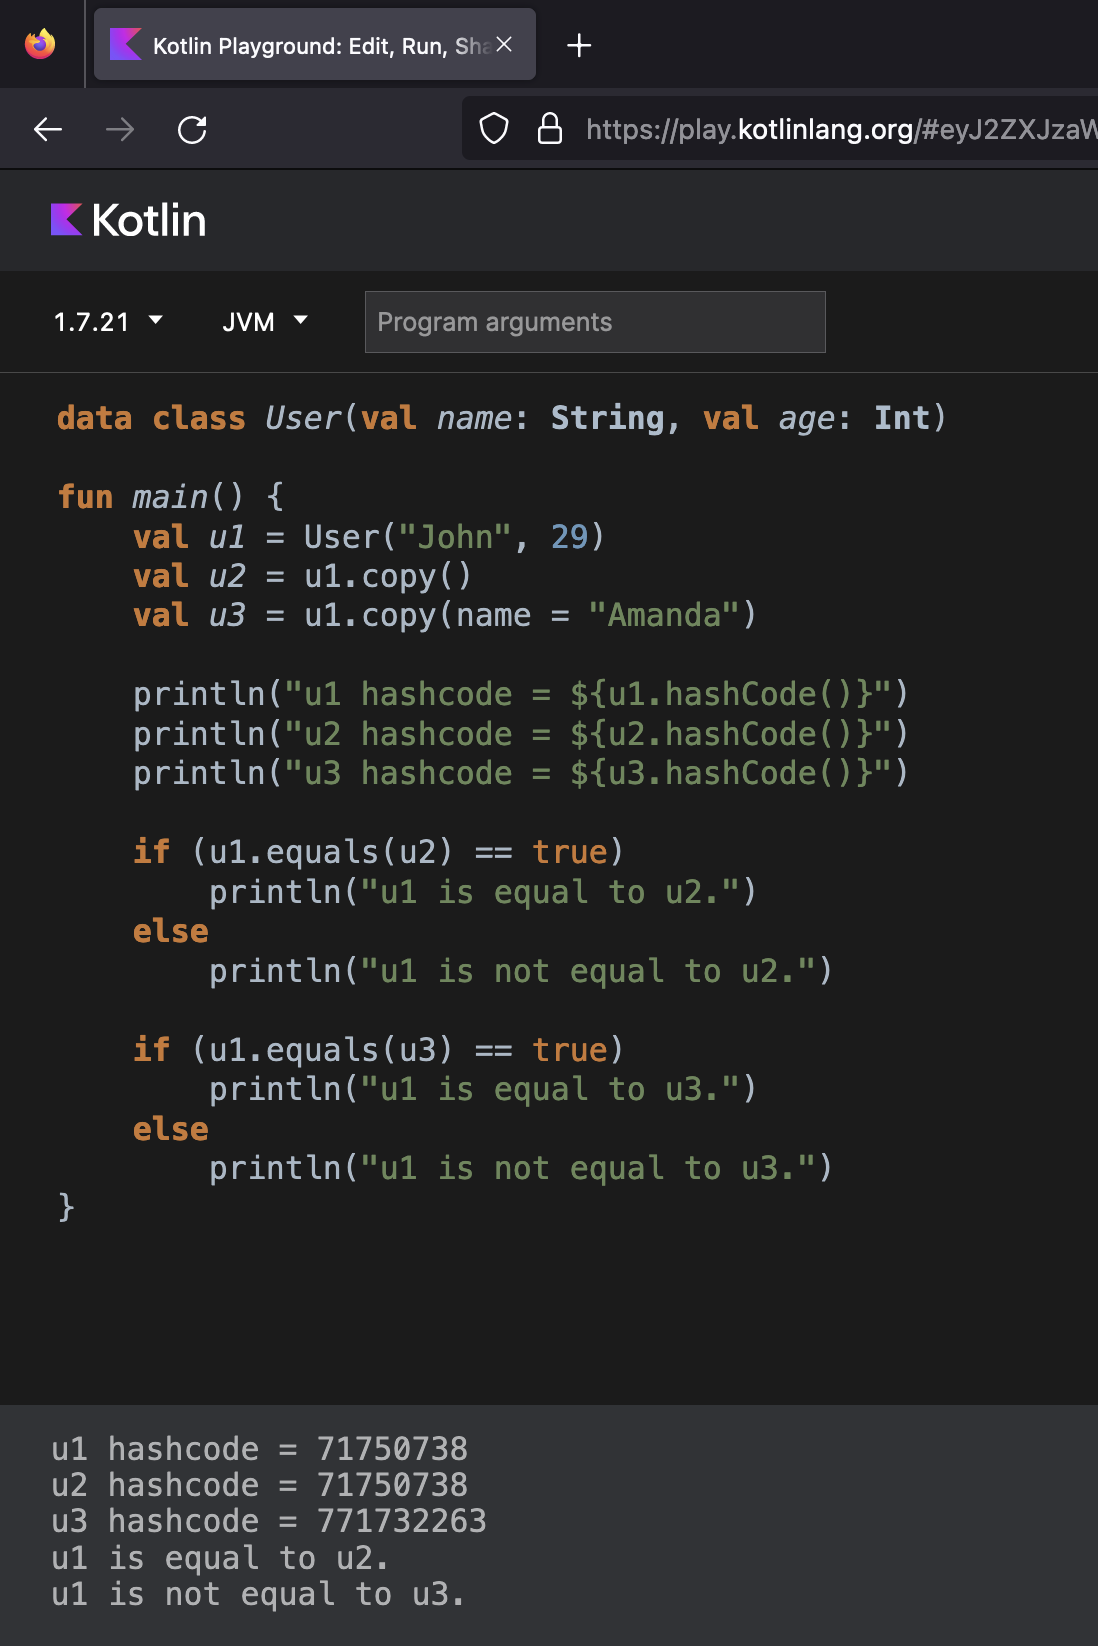 Kotlin Playground: Edit, Run, Sha
https://play.kotlinlang.org/#eyJ2ZXJzaW
Kotlin
1.7.21 JVM Program arguments
data class User(val name: String, val age: Int)
fun main() {
    val u1 = User("John", 29)
    val u2 = u1.copy()
    val u3 = u1.copy(name = "Amanda")
    println("u1 hashcode = ${u1.hashCode()}")
    println("u2 hashcode = ${u2.hashCode()}")
    println("u3 hashcode = ${u3.hashCode()}")
    if (u1.equals(u2) == true)
        println("u1 is equal to u2.")
    else
        println("u1 is not equal to u2.")
    if (u1.equals(u3) == true)
        println("u1 is equal to u3.")
    else
        println("u1 is not equal to u3.")
}
u1 hashcode = 71750738
u2 hashcode = 71750738
u3 hashcode = 771732263
u1 is equal to u2.
u1 is not equal to u3.